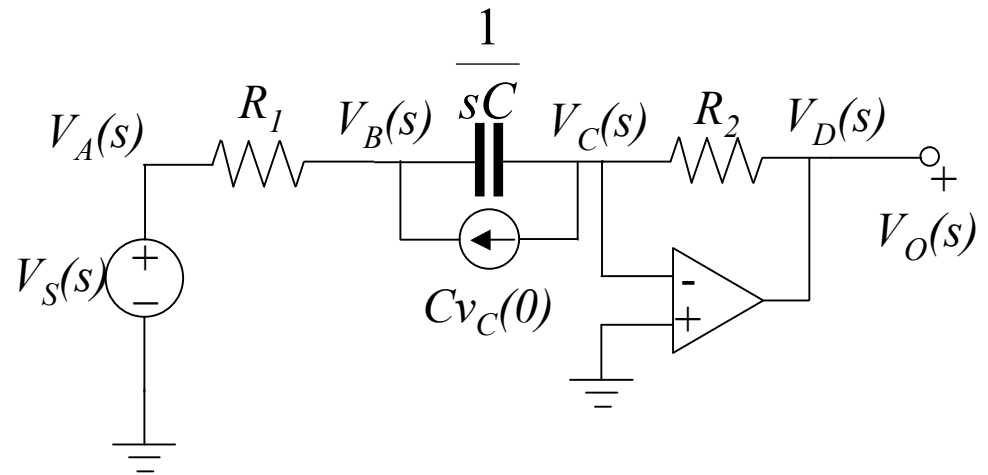 1
sC
V_A(s)
R_1
V_B(s)
V_C(s)
R_2
V_D(s)
+
V_O(s)
V_S(s)
+
−
Cv_C(0)
-
+